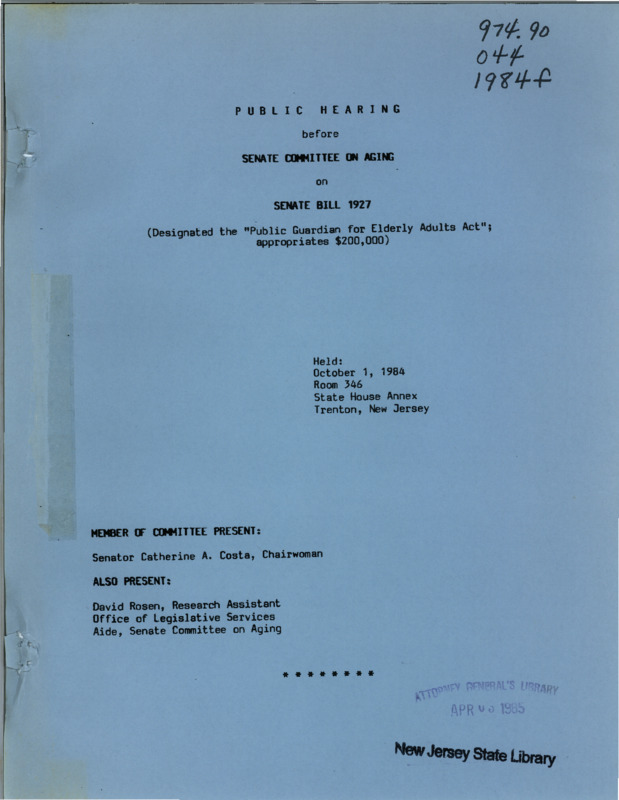 974.90
044
1984f
PUBLIC HEARING
before
SENATE COMMITTEE ON AGING
on
SENATE BILL 1927
(Designated the "Public Guardian for Elderly Adults Act";
appropriates $200,000)
Held:
October 1, 1984
Room 346
State House Annex
Trenton, New Jersey
MEMBER OF COMMITTEE PRESENT:
Senator Catherine A. Costa, Chairwoman
ALSO PRESENT:
David Rosen, Research Assistant
Office of Legislative Services
Aide, Senate Committee on Aging
* * * * * * * *
ATTORNEY GENERAL'S LIBRARY
APR 1985
New Jersey State Library